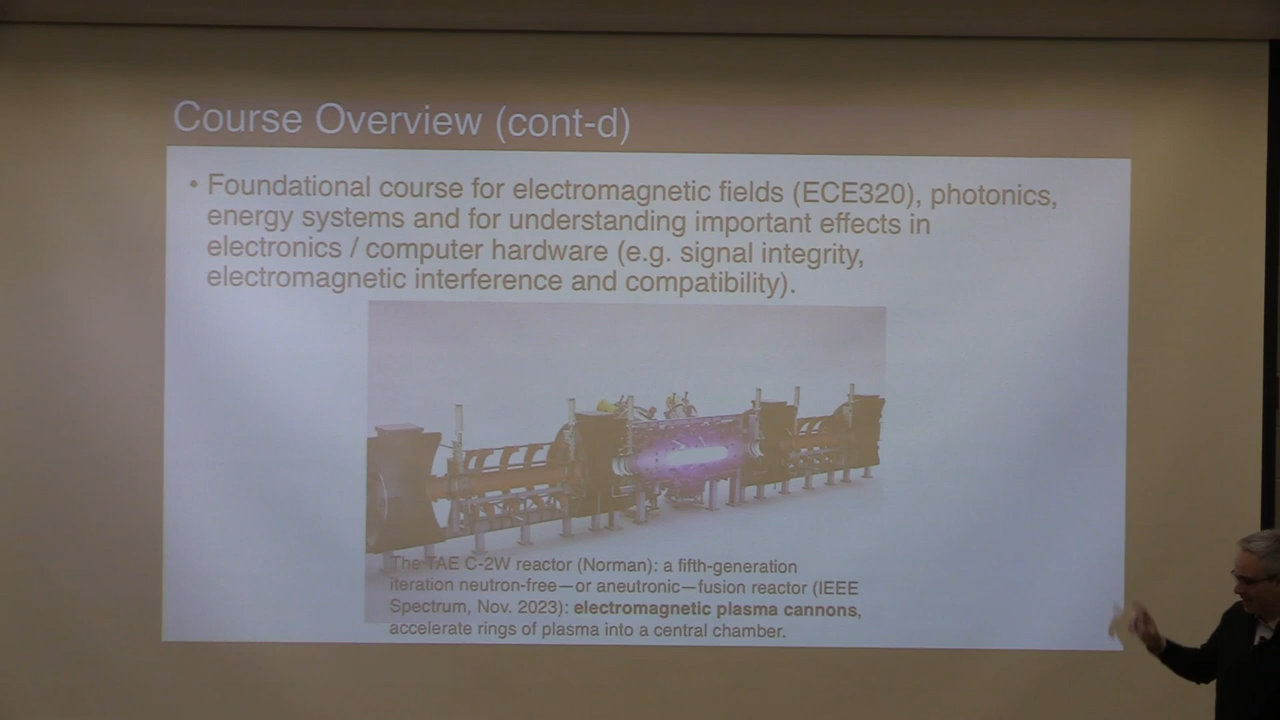 Course Overview (cont-d)
• Foundational course for electromagnetic fields (ECE320), photonics,
energy systems and for understanding important effects in
electronics / computer hardware (e.g. signal integrity,
electromagnetic interference and compatibility).
The TAE C-2W reactor (Norman): a fifth-generation
iteration neutron-free—or aneutronic—fusion reactor (IEEE
Spectrum, Nov. 2023): electromagnetic plasma cannons,
accelerate rings of plasma into a central chamber.